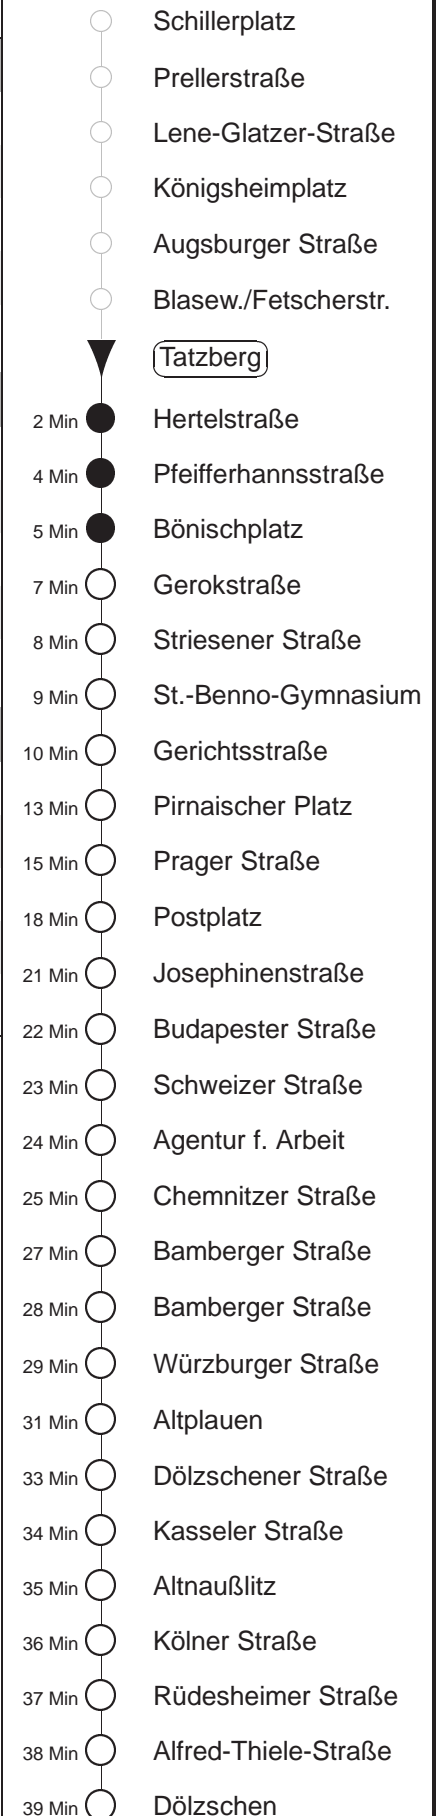 Schillerplatz
Prellerstraße
Lene-Glatzer-Straße
Königsheimplatz
Augsburger Straße
Blasew./Fetscherstr.
Tatzberg
2 Min Hertelstraße
4 Min Pfeifferhannsstraße
5 Min Bönischplatz
7 Min Gerokstraße
8 Min Striesener Straße
9 Min St.-Benno-Gymnasium
10 Min Gerichtsstraße
13 Min Pirnaischer Platz
15 Min Prager Straße
18 Min Postplatz
21 Min Josephinenstraße
22 Min Budapester Straße
23 Min Schweizer Straße
24 Min Agentur f. Arbeit
25 Min Chemnitzer Straße
27 Min Bamberger Straße
28 Min Bamberger Straße
29 Min Würzburger Straße
31 Min Altplauen
33 Min Dölzschener Straße
34 Min Kasseler Straße
35 Min Altnaußlitz
36 Min Kölner Straße
37 Min Rüdesheimer Straße
38 Min Alfred-Thiele-Straße
39 Min Dölzschen